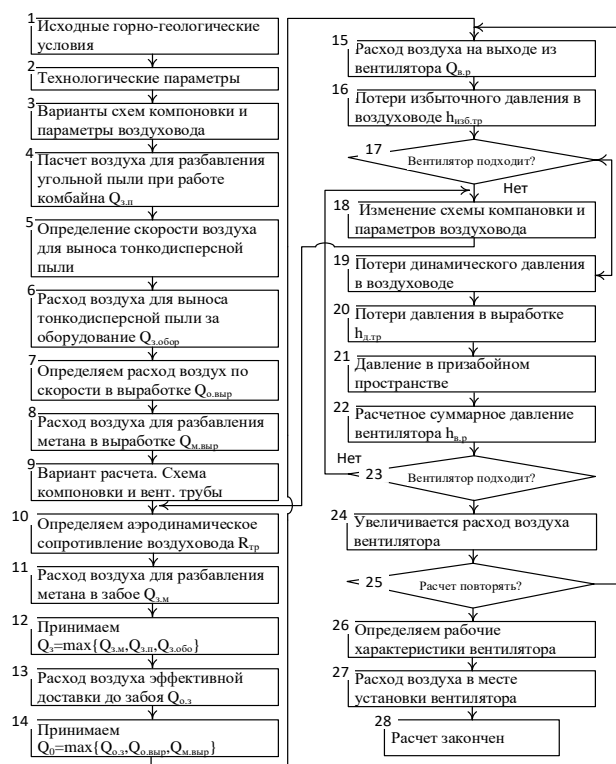 1 Исходные горно-геологические
условия
2 Технологические параметры
3 Варианты схем компоновки и
параметры воздуховода
4 Пасчет воздуха для разбавления
угольной пыли при работе
комбайна Qз.п
5 Определение скорости воздуха
для выноса тонкодисперсной
пыли
6 Расход воздуха для выноса
тонкодисперсной пыли за
оборудование Qз.обор
7 Определяем расход воздух по
скорости в выработке Qо.выр
8 Расход воздуха для разбавления
метана в выработке Qм.выр
9 Вариант расчета. Схема
компоновки и вент. трубы
10 Определяем аэродинамическое
сопротивление воздуховода Rтр
11 Расход воздуха для разбавления
метана в забое Qз.м
12 Принимаем
Qз=max{Qз.м,Qз.п,Qз.обо}
13 Расход воздуха эффективной
доставки до забоя Qо.з
14 Принимаем
Q0=max{Qо.з,Qо.выр,Qм.выр}
15 Расход воздуха на выходе из
вентилятора Qв.р
16 Потери избыточного давления в
воздуховоде hизб.тр
17 Вентилятор подходит?
Нет
18 Изменение схемы компановки и
параметров воздуховода
19 Потери динамического давления
в воздуховоде
20 Потери давления в выработке
hд.тр
21 Давление в призабойном
пространстве
22 Расчетное суммарное давление
вентилятора hв.р
Нет
23 Вентилятор подходит?
24 Увеличивается расход воздуха
вентилятора
25 Расчет повторять?
26 Определяем рабочие
характеристики вентилятора
27 Расход воздуха в месте
установки вентилятора
28 Расчет закончен